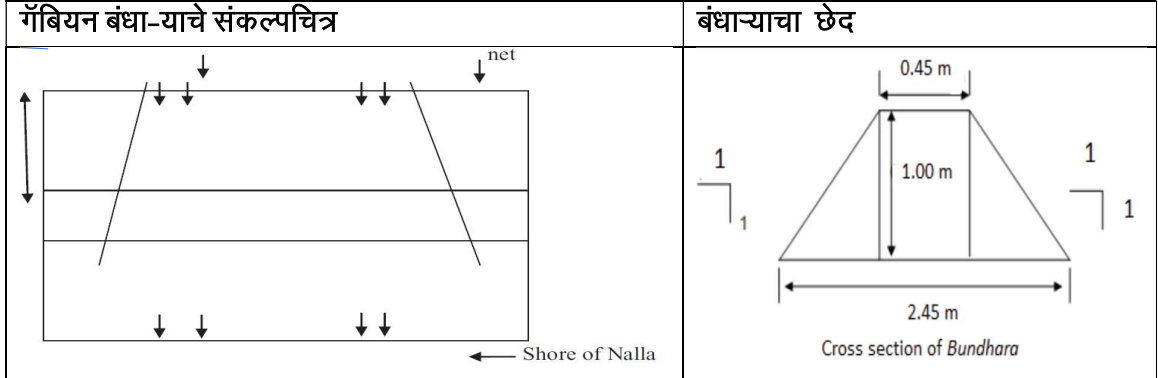 गॅबियन बंधा-याचे संकल्पचित्र
बंधाऱ्याचा छेद
net
Shore of Nalla
0.45 m
1.00 m
1
1
1
1
2.45 m
Cross section of Bundhara